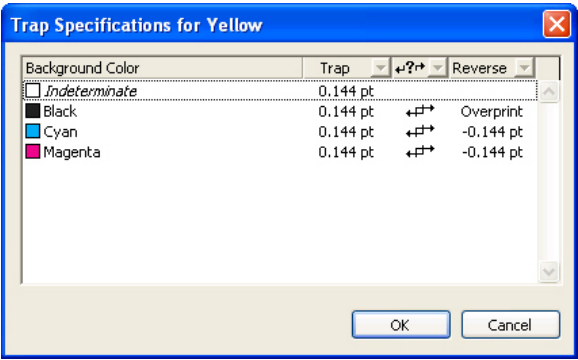 Trap Specifications for Yellow
Background Color Trap ↵?↱ Reverse
Indeterminate 0.144 pt
Black 0.144 pt Overprint
Cyan 0.144 pt -0.144 pt
Magenta 0.144 pt -0.144 pt
OK Cancel